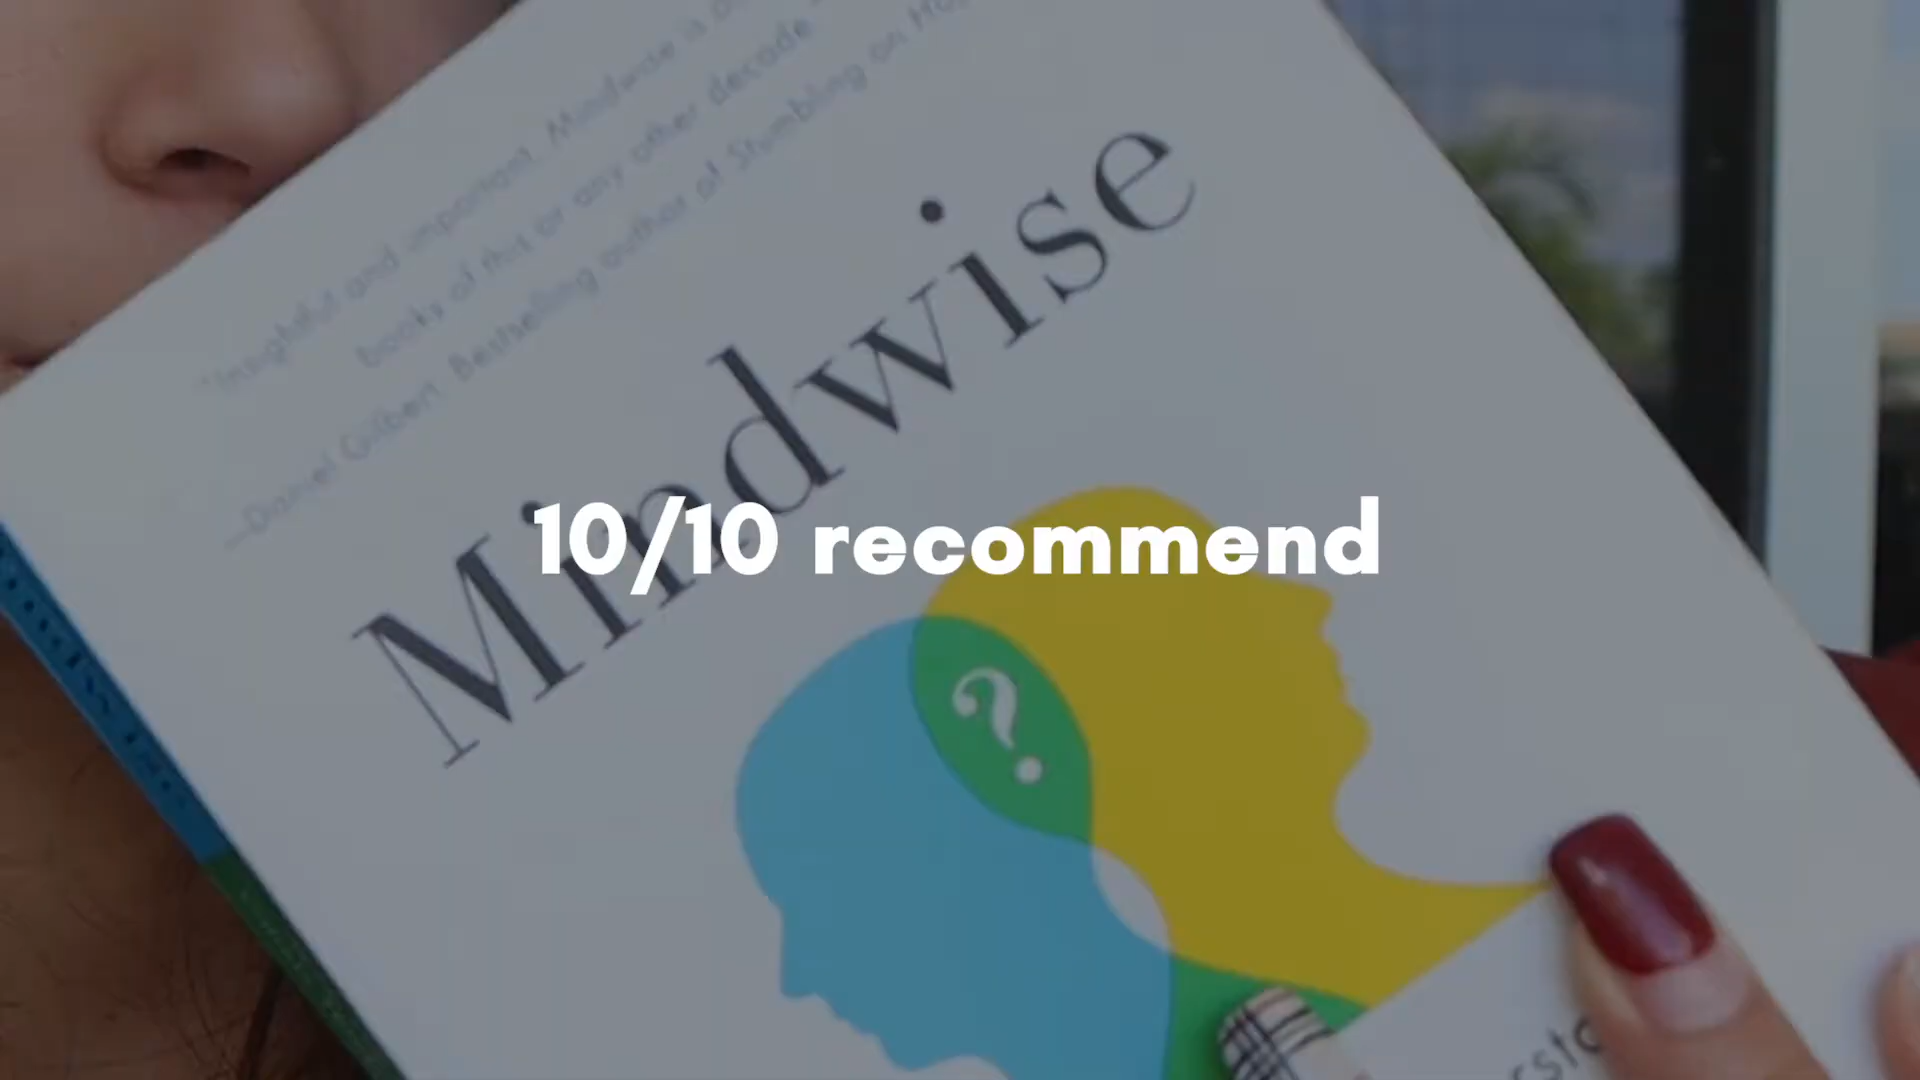 "Insightful and important. Mindwise is
books of this or any other decade
—Daniel Gilbert, Bestselling author of Stumbling on
Mindwise
10/10 recommend
?